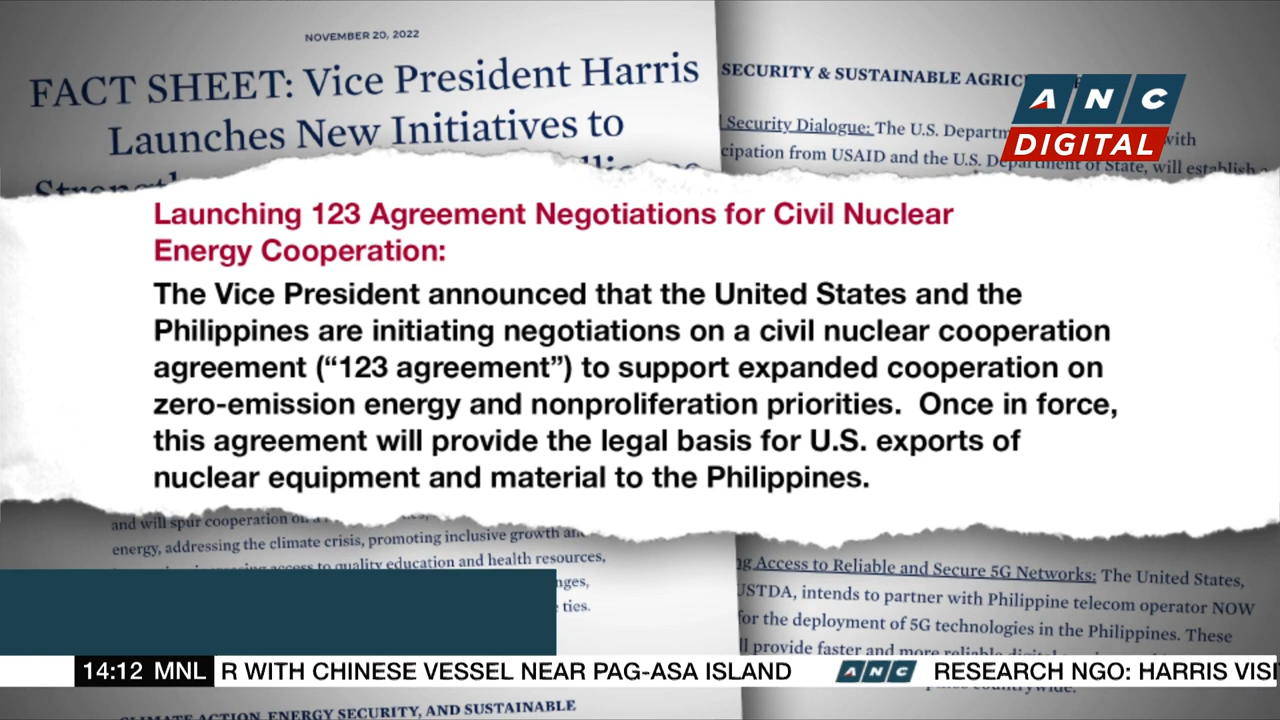 NOVEMBER 20, 2022
FACT SHEET: Vice President Harris
Launches New Initiatives to
SECURITY & SUSTAINABLE
Security Dialogue: The U.S.
with
cipation from USAID and the U.S. Department of State, will establish
ANC
DIGITAL
Launching 123 Agreement Negotiations for Civil Nuclear
Energy Cooperation:
The Vice President announced that the United States and the
Philippines are initiating negotiations on a civil nuclear cooperation
agreement (“123 agreement”) to support expanded cooperation on
zero-emission energy and nonproliferation priorities. Once in force,
this agreement will provide the legal basis for U.S. exports of
nuclear equipment and material to the Philippines.
and will spur cooperation on
energy, addressing the climate crisis, promoting inclusive growth
access to quality education and health resources,
nges,
ties.
ng Access to Reliable and Secure 5G Networks: The United States,
USTDA, intends to partner with Philippine telecom operator NOW
for the deployment of 5G technologies in the Philippines. These
ll provide faster and more reliable
14:12 MNL R WITH CHINESE VESSEL NEAR PAG-ASA ISLAND ANC RESEARCH NGO: HARRIS VISI
countrywide.
CLIMATE ACTION, ENERGY SECURITY, AND SUSTAINABLE